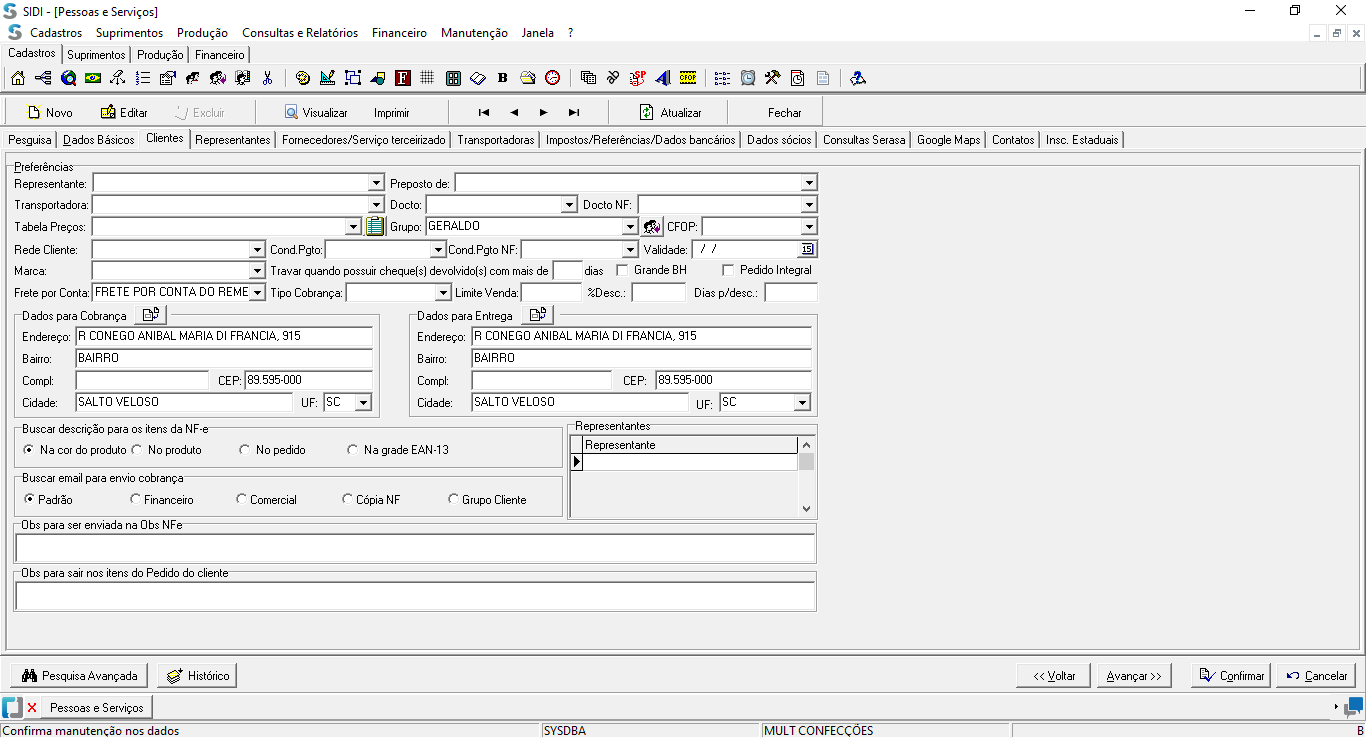 SIDI - [Pessoas e Serviços]
Cadastros Suprimentos Produção Consultas e Relatórios Financeiro Manutenção Janela ?
Cadastros Suprimentos Produção Financeiro
Novo Editar Excluir Visualizar Imprimir Atualizar Fechar
Pesquisa Dados Básicos Clientes Representantes Fornecedores/Serviço terceirizado Transportadoras Impostos/Referências/Dados bancários Dados sócios Consultas Serasa Google Maps Contatos Insc. Estaduais
Preferências
Representante: Preposto de:
Transportadora: Docto: Docto NF:
Tabela Preços: Grupo: GERALDO CFOP:
Rede Cliente: Cond.Pgto: Cond.Pgto NF: Validade: / / 15
Marca: Travar quando possuir cheque(s) devolvido(s) com mais de dias Grande BH Pedido Integral
Frete por Conta: FRETE POR CONTA DO REME Tipo Cobrança: Limite Venda: %Desc.: Dias p/desc.:
Dados para Cobrança Dados para Entrega
Endereço: R CONEGO ANIBAL MARIA DI FRANCIA, 915 Endereço: R CONEGO ANIBAL MARIA DI FRANCIA, 915
Bairro: BAIRRO Bairro: BAIRRO
Compl: CEP: 89.595-000 Compl: CEP: 89.595-000
Cidade: SALTO VELOSO UF: SC Cidade: SALTO VELOSO UF: SC
Buscar descrição para os itens da NF-e Representantes
Na cor do produto No produto No pedido Na grade EAN-13 Representante
Buscar email para envio cobrança
Padrão Financeiro Comercial Cópia NF Grupo Cliente
Obs para ser enviada na Obs NFe
Obs para sair nos itens do Pedido do cliente
Pesquisa Avançada Histórico << Voltar Avançar >> Confirmar Cancelar
Pessoas e Serviços
Confirma manutenção nos dados SYSDBA MULT CONFECÇÕES B